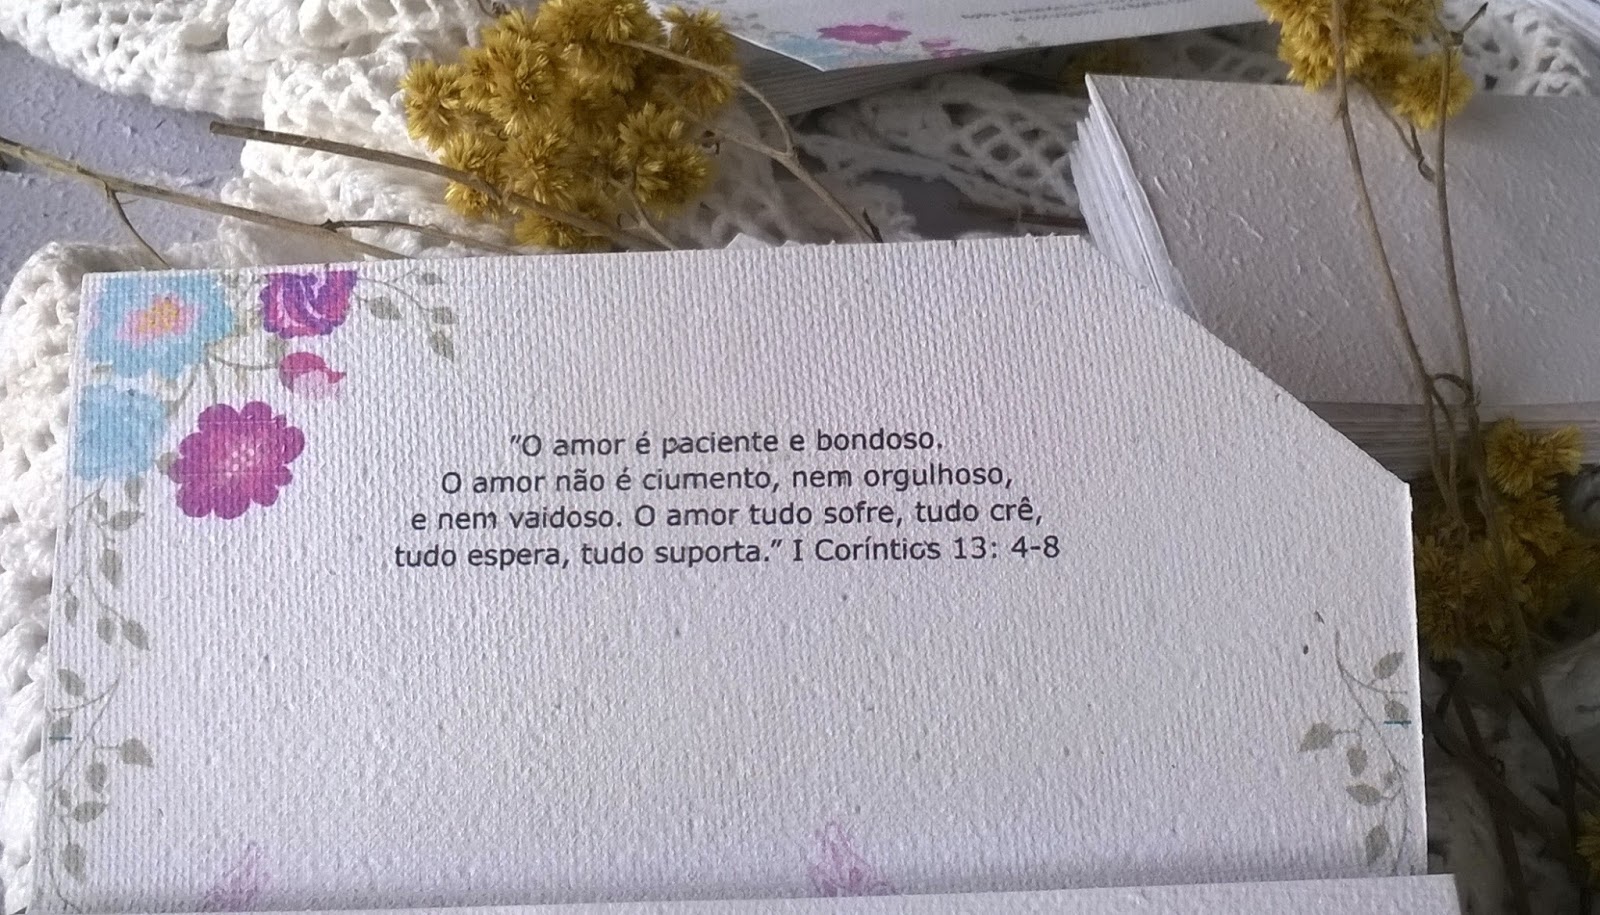 "O amor é paciente e bondoso.
O amor não é ciumento, nem orgulhoso,
e nem vaidoso. O amor tudo sofre, tudo crê,
tudo espera, tudo suporta." I Coríntios 13: 4-8